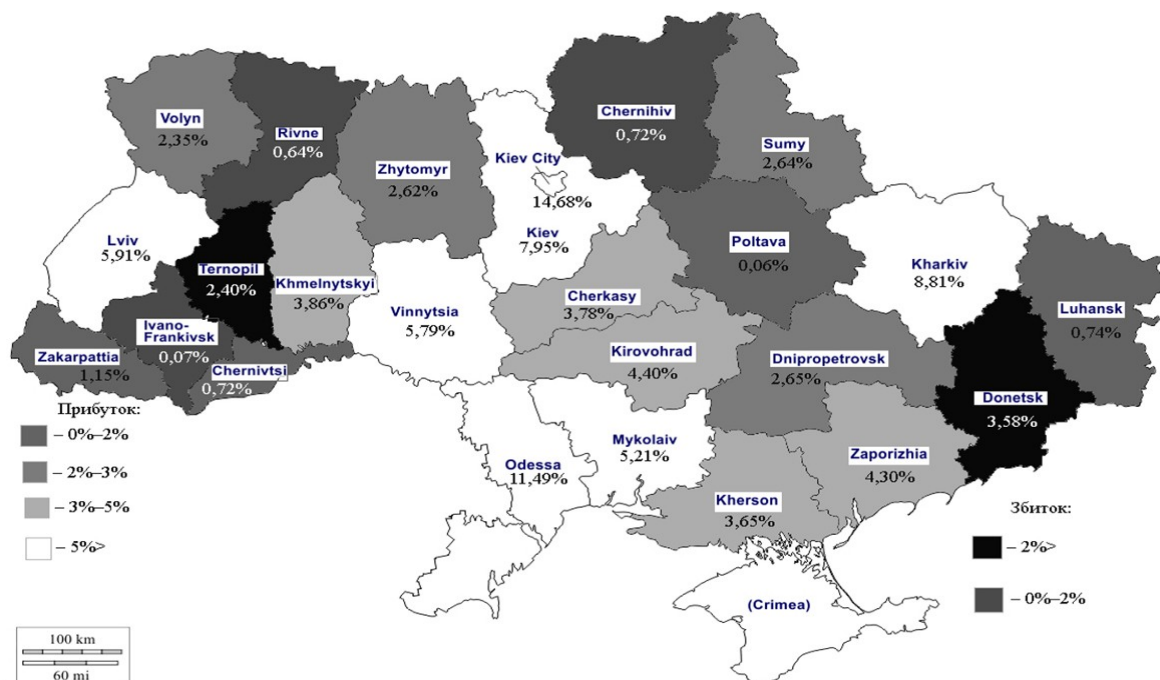 Volyn
2,35%
Rivne
0,64%
Zhytomyr
2,62%
Kiev City
14,68%
Kiev
7,95%
Chernihiv
0,72%
Sumy
2,64%
Lviv
5,91%
Ternopil
2,40%
Khmelnytskyi
3,86%
Vinnytsia
5,79%
Cherkasy
3,78%
Poltava
0,06%
Kharkiv
8,81%
Luhansk
0,74%
Ivano-
Frankivsk
0,07%
Zakarpattia
1,15%
Chernivtsi
0,72%
Kirovohrad
4,40%
Dnipropetrovsk
2,65%
Donetsk
3,58%
Odessa
11,49%
Mykolaiv
5,21%
Kherson
3,65%
Zaporizhia
4,30%
(Crimea)
Прибуток:
– 0%–2%
– 2%–3%
– 3%–5%
– 5%>
Збиток:
– 2%>
– 0%–2%
100 km
60 mi